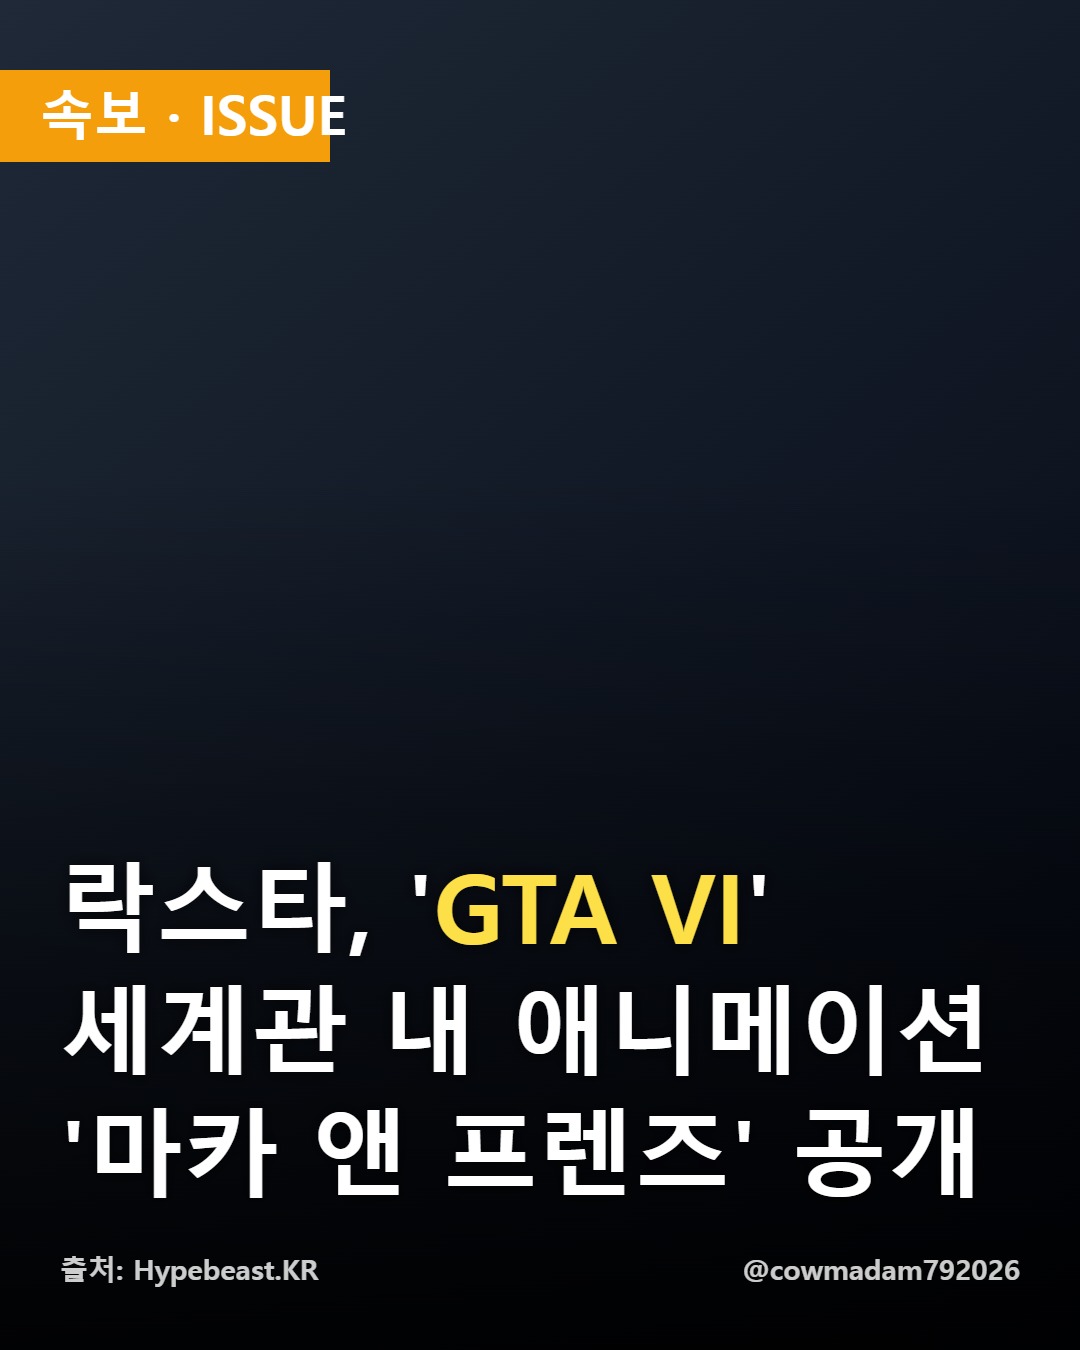 속보 · ISSUE
락스타, 'GTA VI'
세계관 내 애니메이션
'마카 앤 프렌즈' 공개
출처: Hypebeast.KR
@cowmadam792026